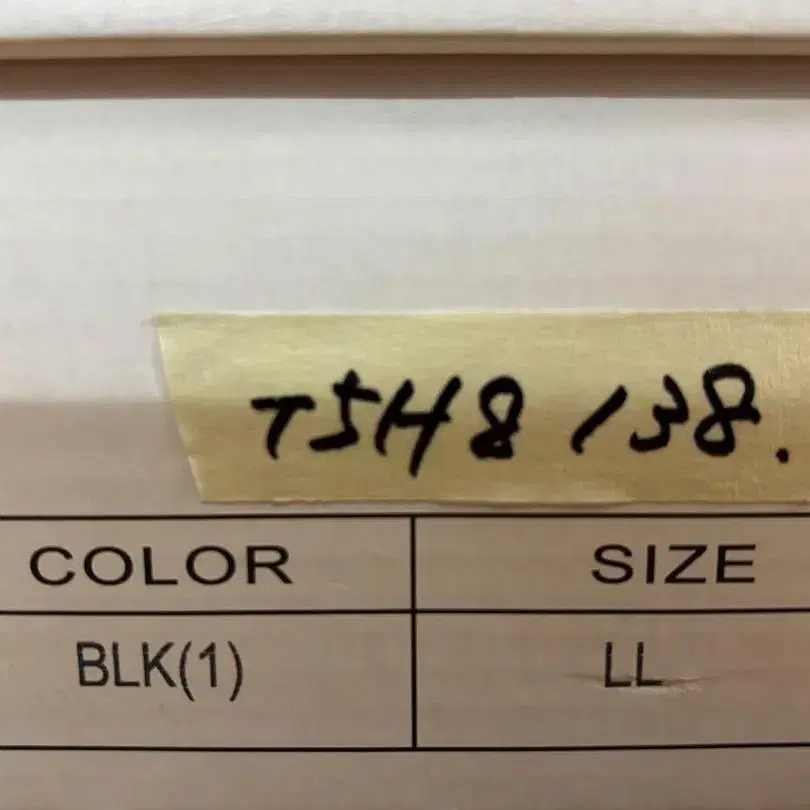 T5H8 138.
COLOR SIZE
BLK(1) LL